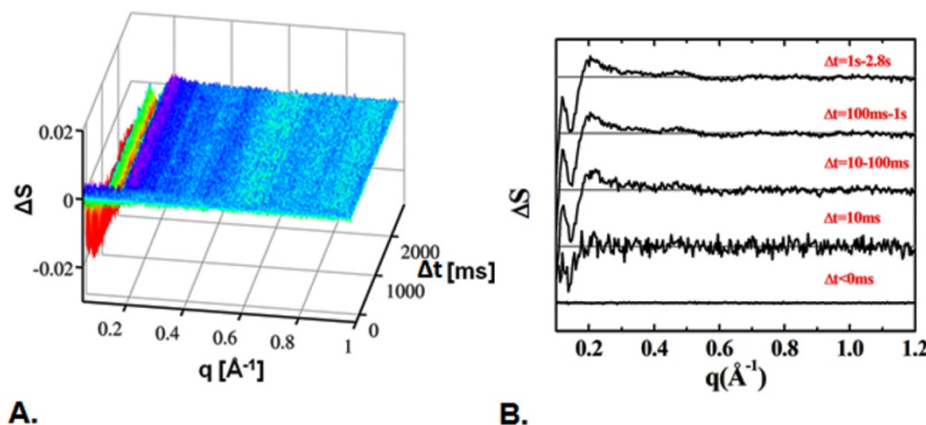 0.02
0
-0.02
ΔS
0.2
0.4
0.6
0.8
1
q [Å⁻¹]
0
1000
2000
Δt [ms]
A.
Δt=1s-2.8s
Δt=100ms-1s
Δt=10-100ms
Δt=10ms
Δt<0ms
ΔS
0.2 0.4 0.6 0.8 1.0 1.2
q(Å⁻¹)
B.